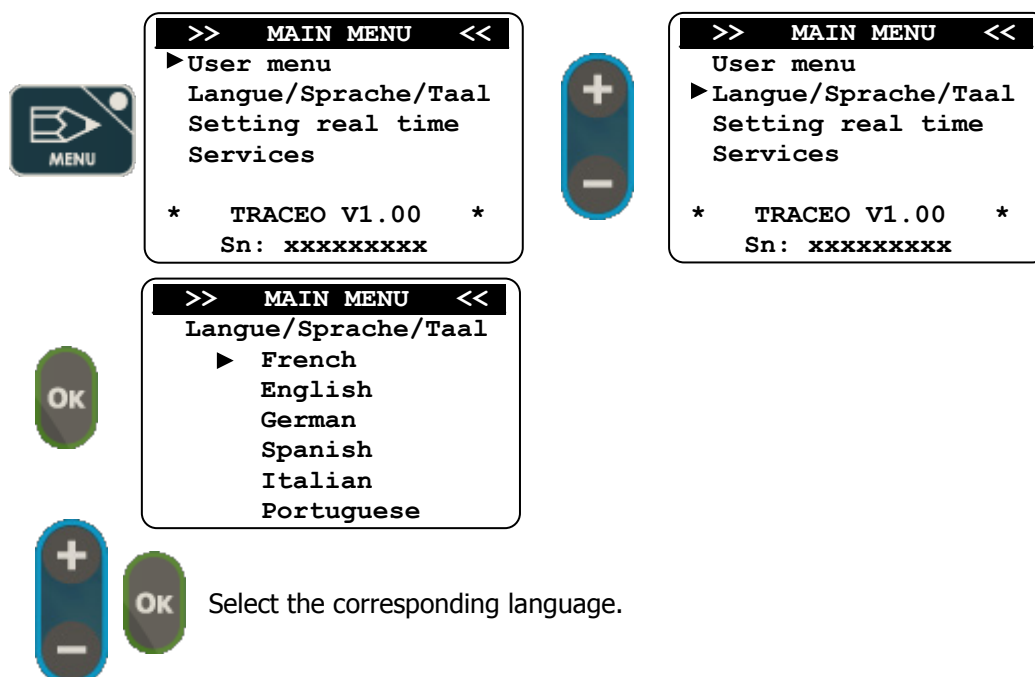 MENU
>> MAIN MENU <<
►User menu
Langue/Sprache/Taal
Setting real time
Services
* TRACEO V1.00 *
Sn: xxxxxxxxx
+
-
>> MAIN MENU <<
User menu
►Langue/Sprache/Taal
Setting real time
Services
* TRACEO V1.00 *
Sn: xxxxxxxxx
OK
>> MAIN MENU <<
Langue/Sprache/Taal
► French
English
German
Spanish
Italian
Portuguese
+
-
OK
Select the corresponding language.